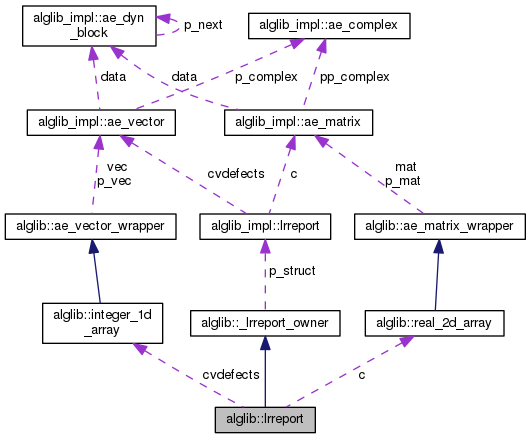 alglib_impl::ae_dyn
_block
p_next
alglib_impl::ae_complex
data
data
p_complex
pp_complex
alglib_impl::ae_vector
alglib_impl::ae_matrix
vec
p_vec
cvdefects
c
mat
p_mat
alglib::ae_vector_wrapper
alglib_impl::lrreport
alglib::ae_matrix_wrapper
p_struct
alglib::integer_1d
_array
alglib::_lrreport_owner
alglib::real_2d_array
cvdefects
c
alglib::lrreport